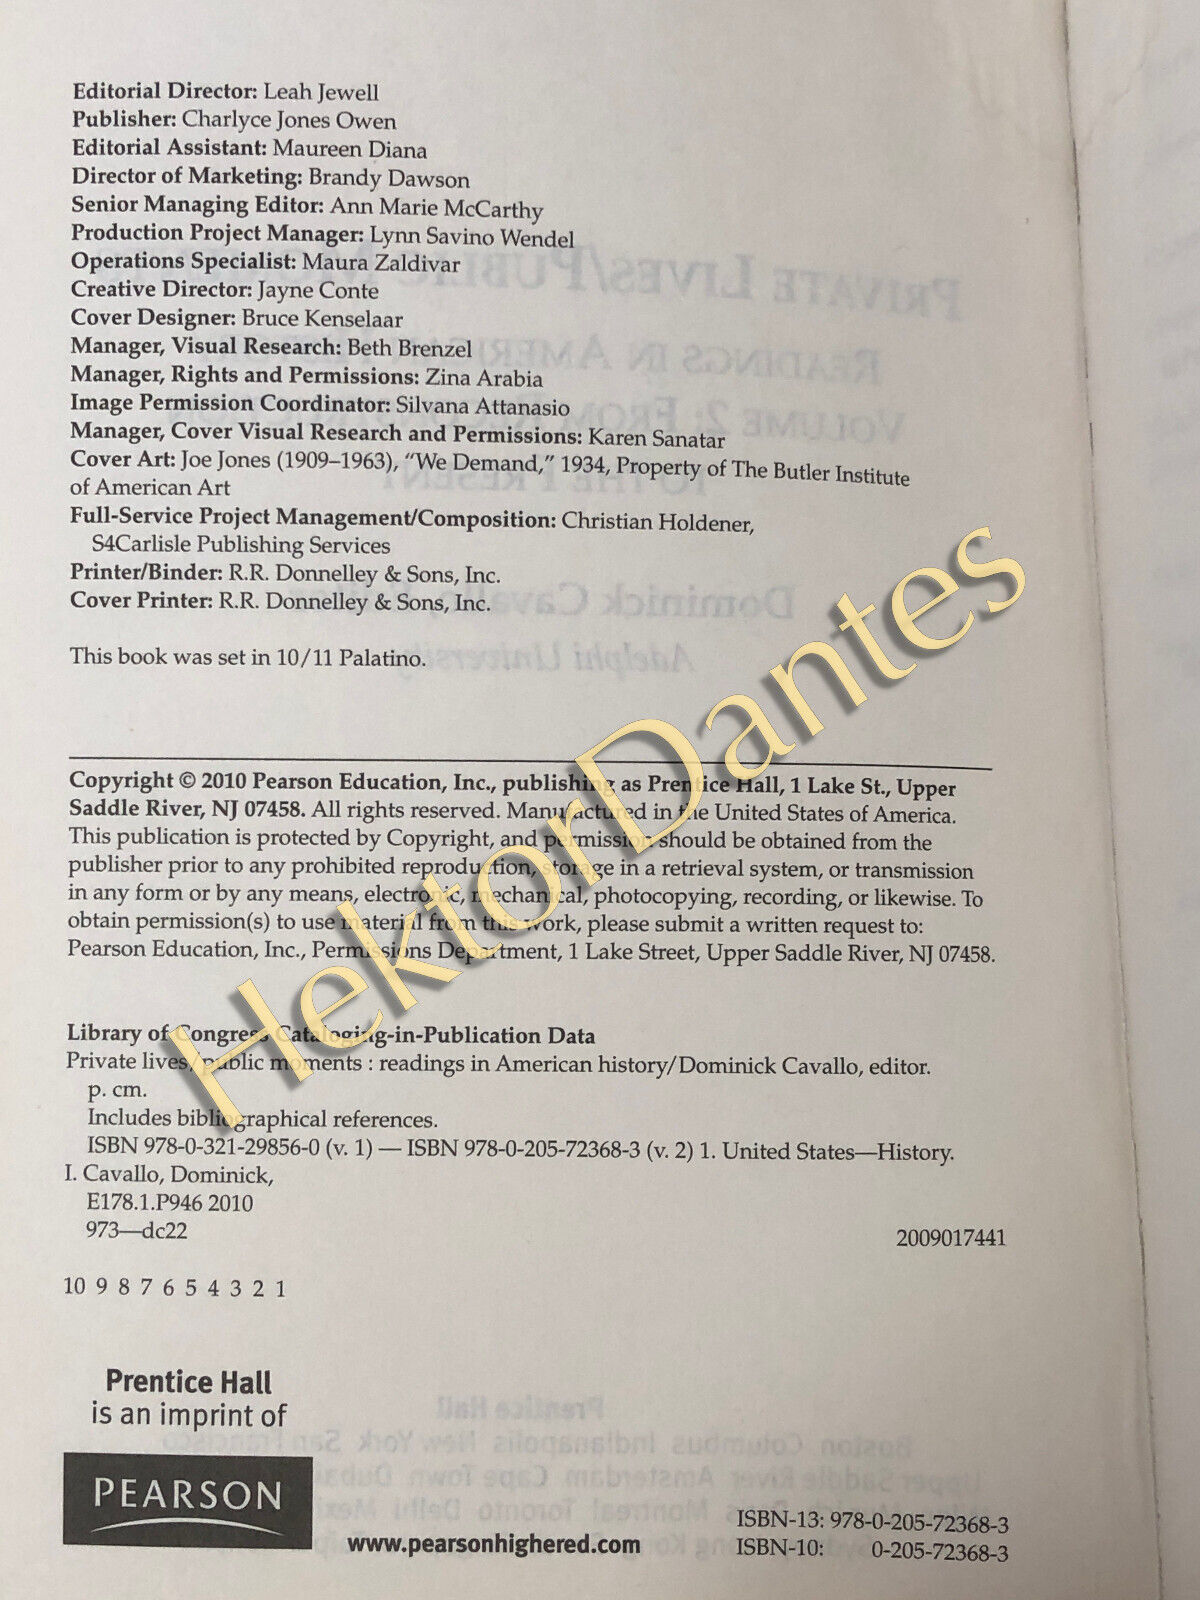 Editorial Director: Leah Jewell
Publisher: Charlyce Jones Owen
Editorial Assistant: Maureen Diana
Director of Marketing: Brandy Dawson
Senior Managing Editor: Ann Marie McCarthy
Production Project Manager: Lynn Savino Wendel
Operations Specialist: Maura Zaldivar
Creative Director: Jayne Conte
Cover Designer: Bruce Kenselaar
Manager, Visual Research: Beth Brenzel
Manager, Rights and Permissions: Zina Arabia
Image Permission Coordinator: Silvana Attanasio
Manager, Cover Visual Research and Permissions: Karen Sanatar
Cover Art: Joe Jones (1909–1963), “We Demand,” 1934, Property of The Butler Institute
of American Art
Full-Service Project Management/Composition: Christian Holdener,
S4Carlisle Publishing Services
Printer/Binder: R.R. Donnelley & Sons, Inc.
Cover Printer: R.R. Donnelley & Sons, Inc.
This book was set in 10/11 Palatino.
Copyright © 2010 Pearson Education, Inc., publishing as Prentice Hall, 1 Lake St., Upper
Saddle River, NJ 07458. All rights reserved. Manufactured in the United States of America.
This publication is protected by Copyright, and permission should be obtained from the
publisher prior to any prohibited reproduction, storage in a retrieval system, or transmission
in any form or by any means, electronic, mechanical, photocopying, recording, or likewise. To
obtain permission(s) to use material from this work, please submit a written request to:
Pearson Education, Inc., Permissions Department, 1 Lake Street, Upper Saddle River, NJ 07458.
HektorDantes
Library of Congress Cataloging-in-Publication Data
Private lives/public moments : readings in American history/Dominick Cavallo, editor.
p. cm.
Includes bibliographical references.
ISBN 978-0-321-29856-0 (v. 1) — ISBN 978-0-205-72368-3 (v. 2) 1. United States—History.
I. Cavallo, Dominick,
E178.1.P946 2010
973—dc22
2009017441
10 9 8 7 6 5 4 3 2 1
Prentice Hall
is an imprint of
PEARSON
www.pearsonhighered.com
ISBN-13: 978-0-205-72368-3
ISBN-10: 0-205-72368-3